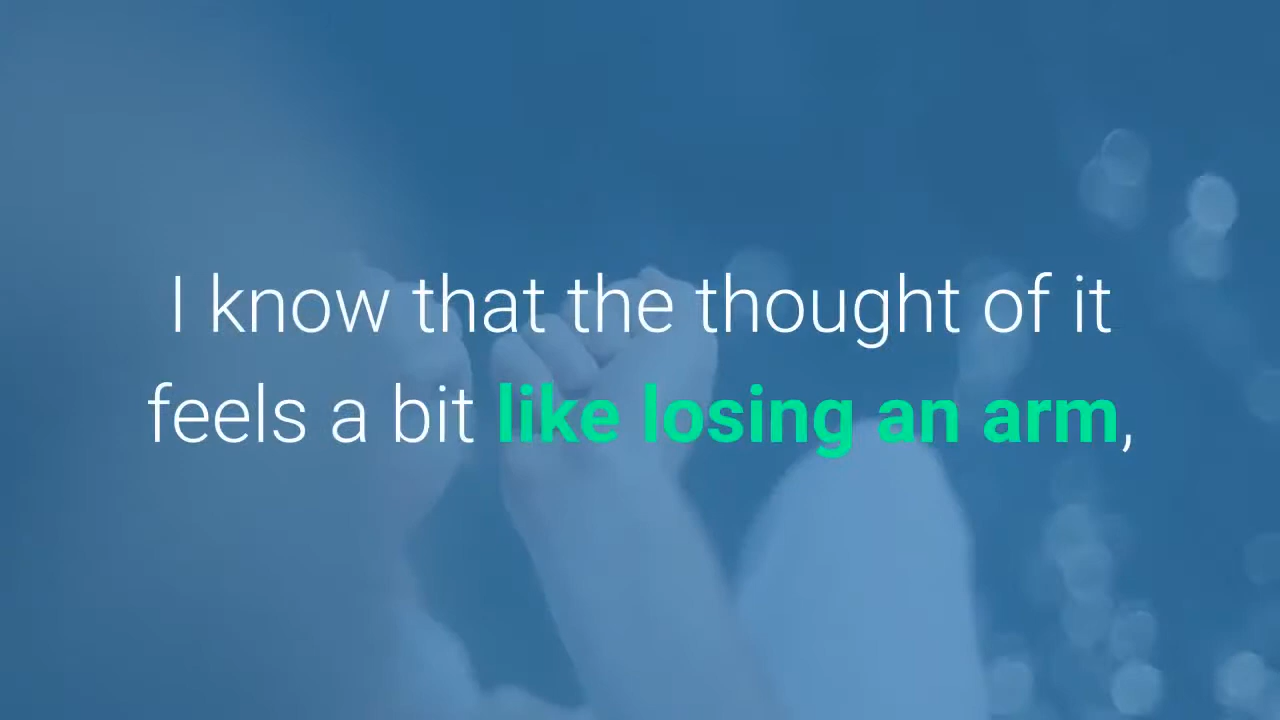 I know that the thought of it
feels a bit like losing an arm,